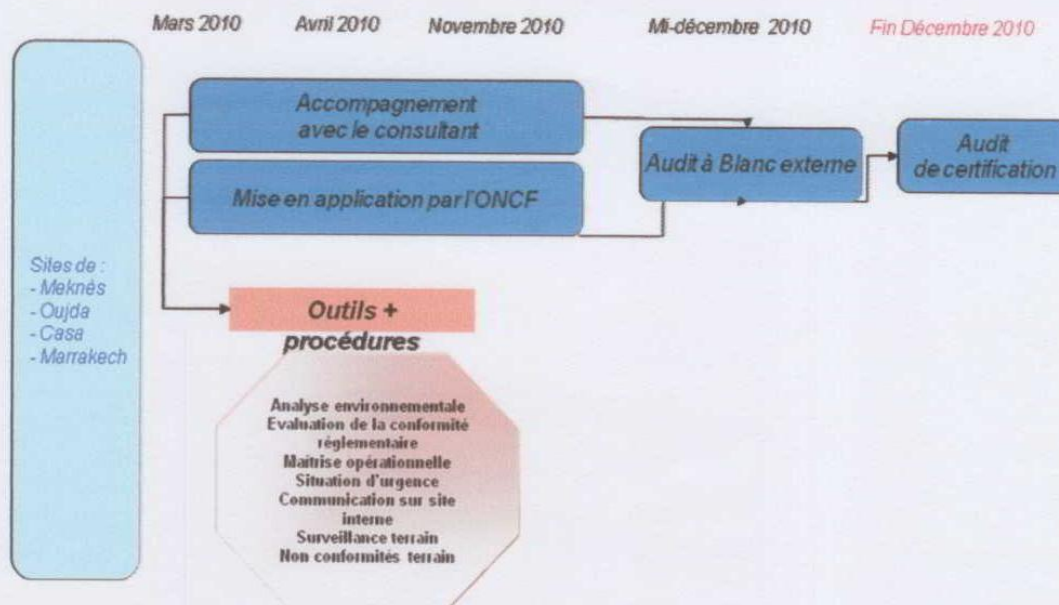 Mars 2010 Avril 2010 Novembre 2010 Mi-décembre 2010 Fin Décembre 2010
Accompagnement
avec le consultant
Mise en application par l'ONCF
Audit à Blanc externe
Audit
de certification
Sites de :
- Meknès
- Oujda
- Casa
- Marrakech
Outils +
procédures
Analyse environnementale
Evaluation de la conformité
réglementaire
Maîtrise opérationnelle
Situation d'urgence
Communication sur site
interne
Surveillance terrain
Non conformités terrain